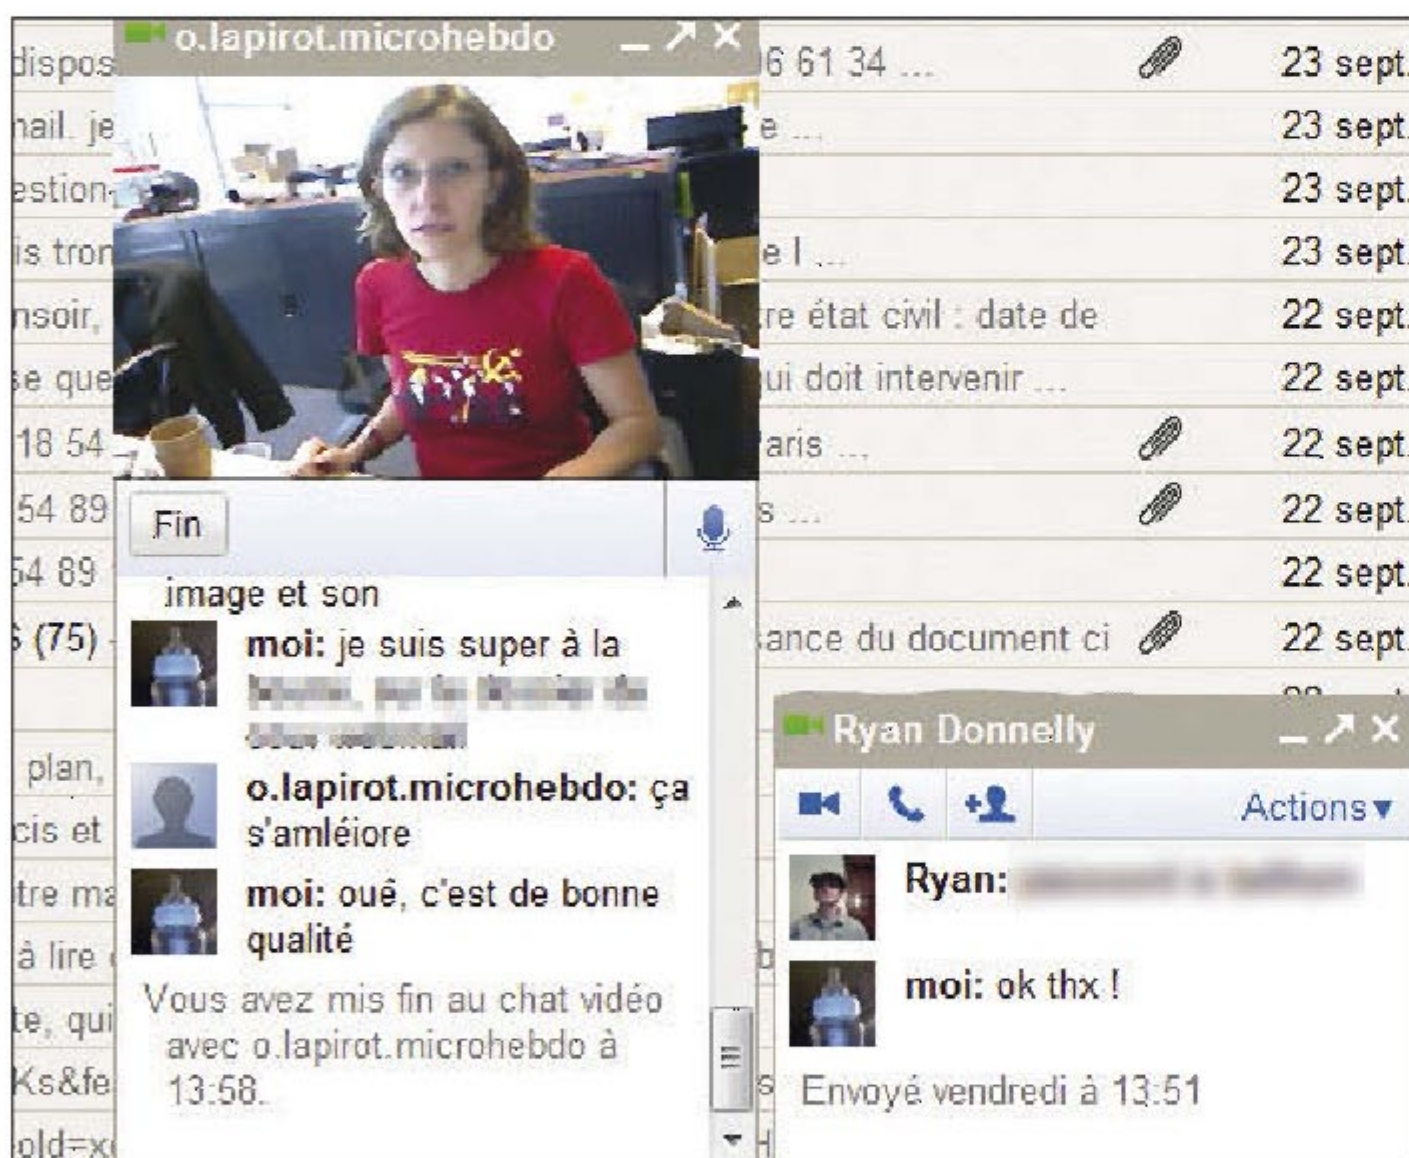 o.lapirot.microhebdo
dispos 6 61 34 ... 23 sept.
nail. je e ... 23 sept.
estion- 23 sept.
is tron e l ... 23 sept.
nsoir, re état civil : date de 22 sept.
se que ui doit intervenir ... 22 sept.
18 54 aris ... 22 sept.
54 89 s ... 22 sept.
54 89 22 sept.
(75) sance du document ci 22 sept.
plan,
cis et
tre ma
à lire
te, qui
Ks&fe
old=x
Fin
image et son
moi: je suis super à la
o.lapirot.microhebdo: ça
s'amléiore
moi: oué, c'est de bonne
qualité
Vous avez mis fin au chat vidéo
avec o.lapirot.microhebdo à
13:58.
Ryan Donnelly
Actions
Ryan:
moi: ok thx !
Envoyé vendredi à 13:51